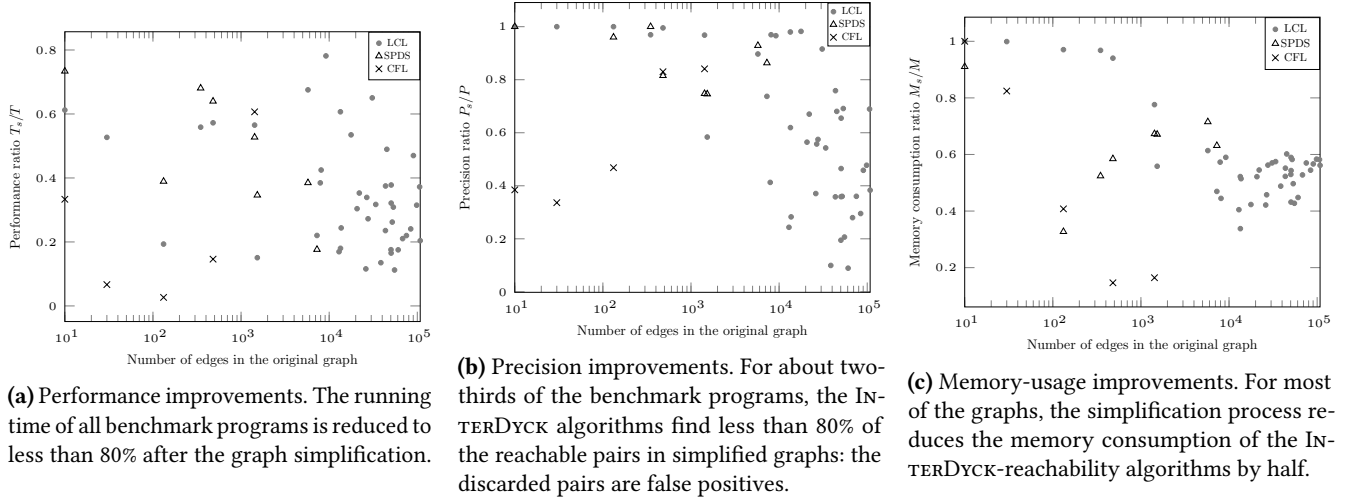 Performance ratio T_s/T
0.8
0.6
0.4
0.2
0
LCL
SPDS
CFL
10^1
10^2
10^3
10^4
10^5
Number of edges in the original graph
(a) Performance improvements. The running
time of all benchmark programs is reduced to
less than 80% after the graph simplification.
Precision ratio P_s/P
1
0.8
0.6
0.4
0.2
0
LCL
SPDS
CFL
10^1
10^2
10^3
10^4
10^5
Number of edges in the original graph
(b) Precision improvements. For about two-
thirds of the benchmark programs, the IN-
TERDYCK algorithms find less than 80% of
the reachable pairs in simplified graphs: the
discarded pairs are false positives.
Memory consumption ratio M_s/M
1
0.8
0.6
0.4
0.2
LCL
SPDS
CFL
10^1
10^2
10^3
10^4
10^5
Number of edges in the original graph
(c) Memory-usage improvements. For most
of the graphs, the simplification process re-
duces the memory consumption of the IN-
TERDYCK-reachability algorithms by half.